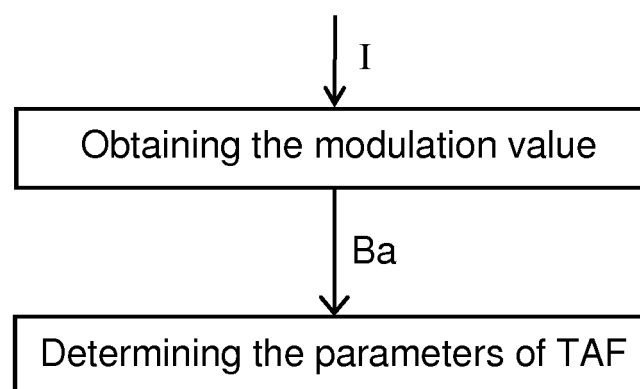 I
Obtaining the modulation value
Ba
Determining the parameters of TAF